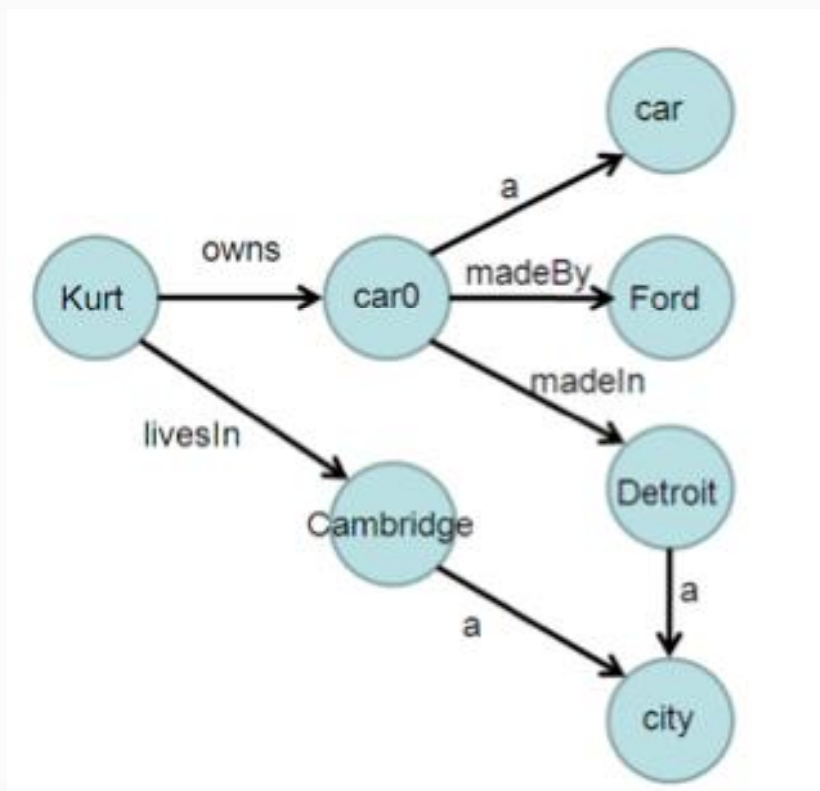 car
a
owns
madeBy
Kurt
car0
Ford
madeIn
livesIn
Detroit
Cambridge
a
a
city